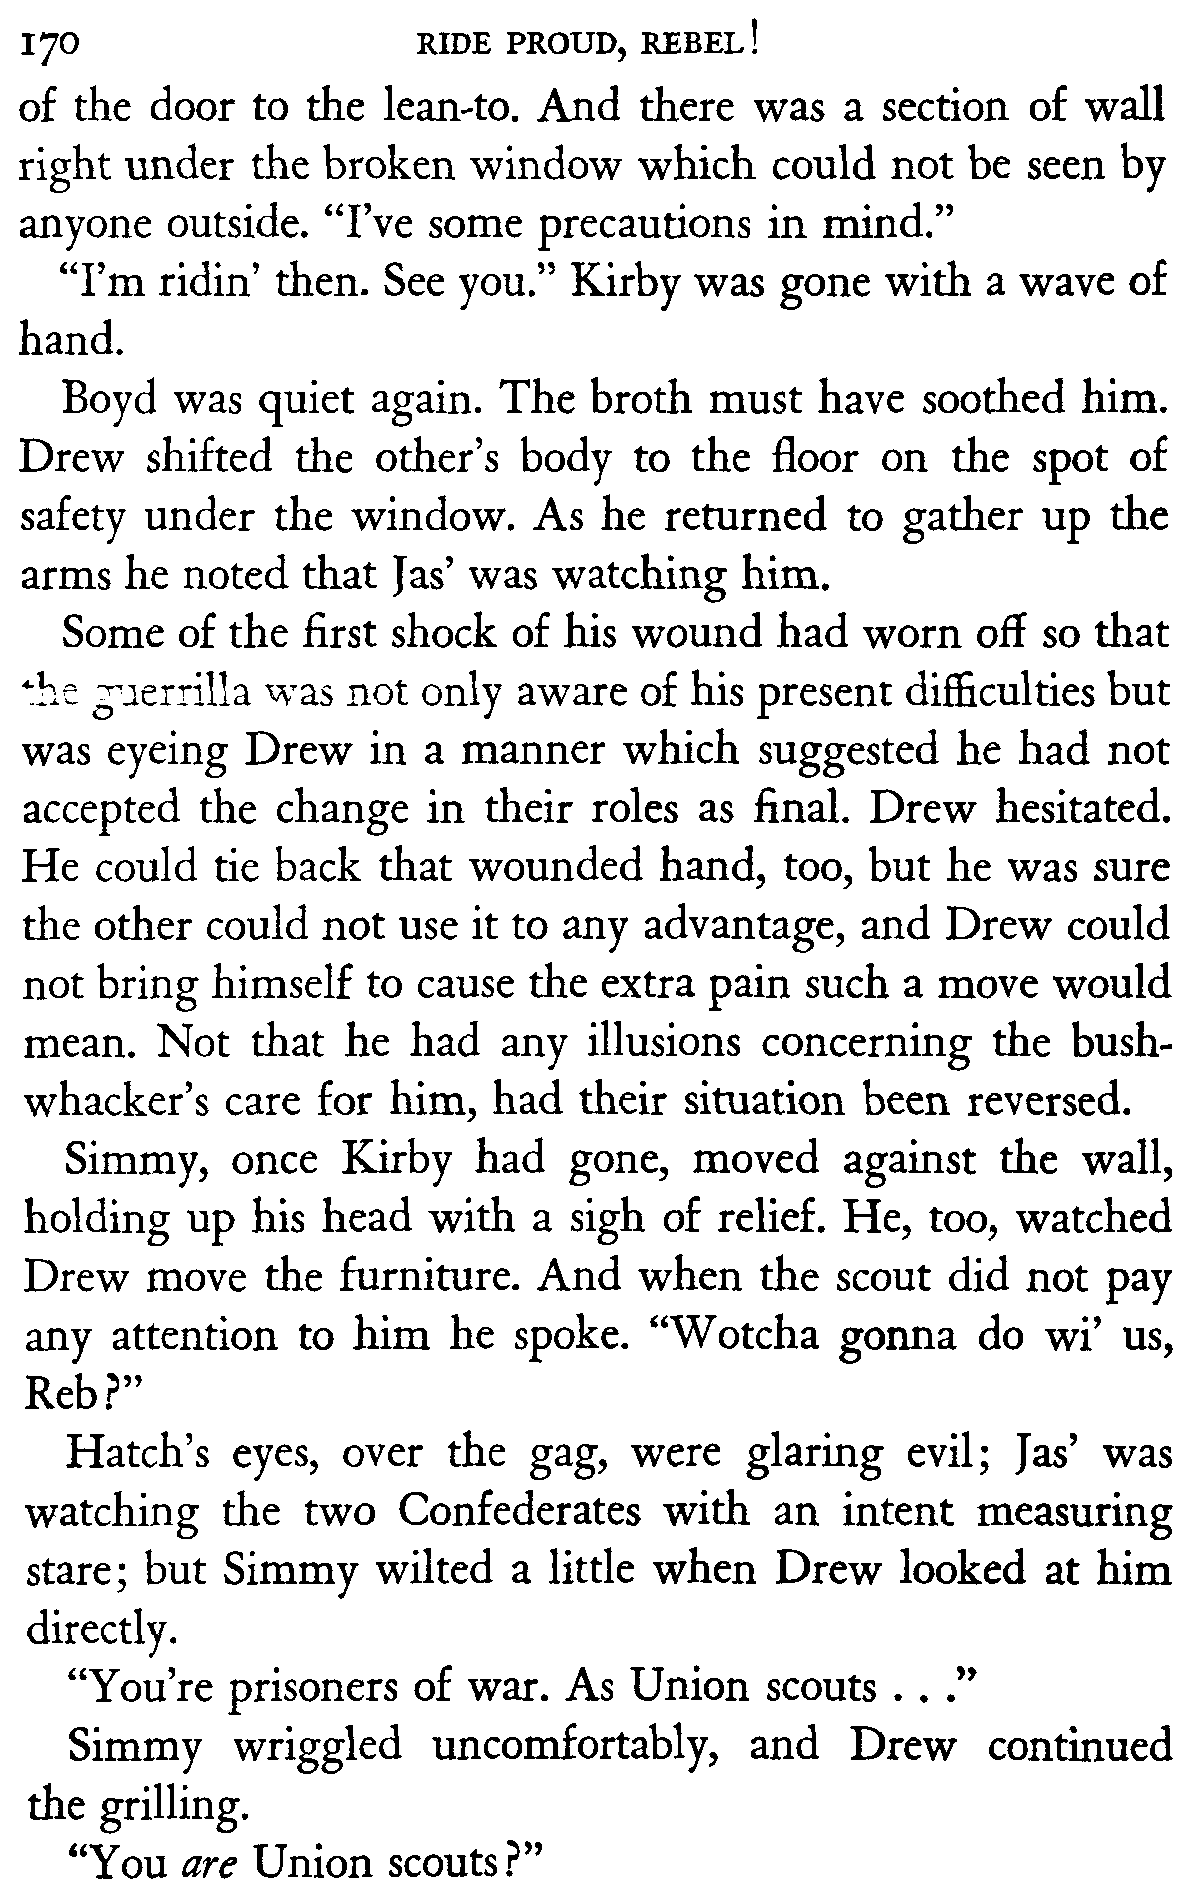 170 RIDE PROUD, REBEL!
of the door to the lean-to. And there was a section of wall
right under the broken window which could not be seen by
anyone outside. “I’ve some precautions in mind.”
“I’m ridin’ then. See you.” Kirby was gone with a wave of
hand.
Boyd was quiet again. The broth must have soothed him.
Drew shifted the other’s body to the floor on the spot of
safety under the window. As he returned to gather up the
arms he noted that Jas’ was watching him.
Some of the first shock of his wound had worn off so that
the guerrilla was not only aware of his present difficulties but
was eyeing Drew in a manner which suggested he had not
accepted the change in their roles as final. Drew hesitated.
He could tie back that wounded hand, too, but he was sure
the other could not use it to any advantage, and Drew could
not bring himself to cause the extra pain such a move would
mean. Not that he had any illusions concerning the bush-
whacker’s care for him, had their situation been reversed.
Simmy, once Kirby had gone, moved against the wall,
holding up his head with a sigh of relief. He, too, watched
Drew move the furniture. And when the scout did not pay
any attention to him he spoke. “Wotcha gonna do wi’ us,
Reb?”
Hatch’s eyes, over the gag, were glaring evil; Jas’ was
watching the two Confederates with an intent measuring
stare; but Simmy wilted a little when Drew looked at him
directly.
“You’re prisoners of war. As Union scouts . . .”
Simmy wriggled uncomfortably, and Drew continued
the grilling.
“You are Union scouts?”